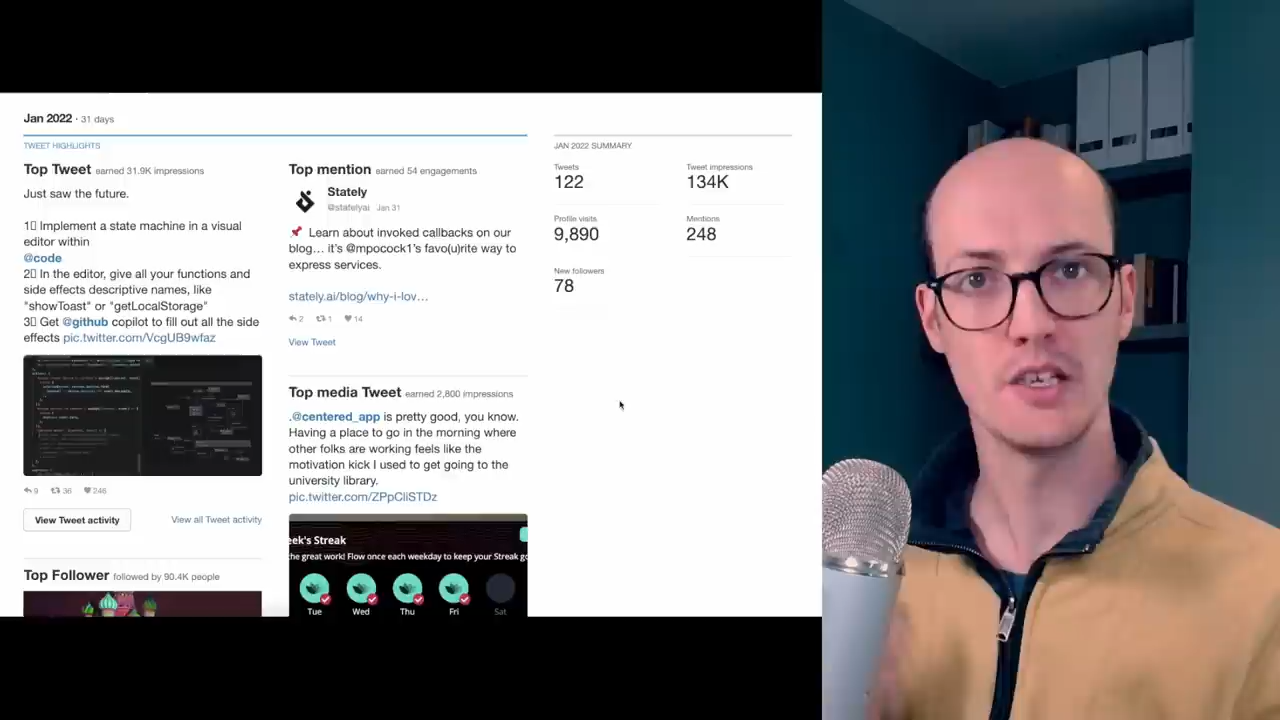 Jan 2022 · 31 days
TWEET HIGHLIGHTS
Top Tweet earned 31.9K impressions
Just saw the future.
1▯ Implement a state machine in a visual
editor within
@code
2▯ In the editor, give all your functions and
side effects descriptive names, like
"showToast" or "getLocalStorage"
3▯ Get @github copilot to fill out all the side
effects pic.twitter.com/VcgUB9wfaz
9 36 246
View Tweet activity View all Tweet activity
Top Follower followed by 90.4K people
Top mention earned 54 engagements
Stately
@statelyai Jan 31
📌 Learn about invoked callbacks on our
blog… it's @mpocock1's favo(u)rite way to
express services.
stately.ai/blog/why-i-lov…
2 1 14
View Tweet
Top media Tweet earned 2,800 impressions
.@centered_app is pretty good, you know.
Having a place to go in the morning where
other folks are working feels like the
motivation kick I used to get going to the
university library.
pic.twitter.com/ZPpCliSTDz
eek's Streak
the great work! Flow once each weekday to keep your Streak go
Tue Wed Thu Fri Sat
JAN 2022 SUMMARY
Tweets Tweet impressions
122 134K
Profile visits Mentions
9,890 248
New followers
78